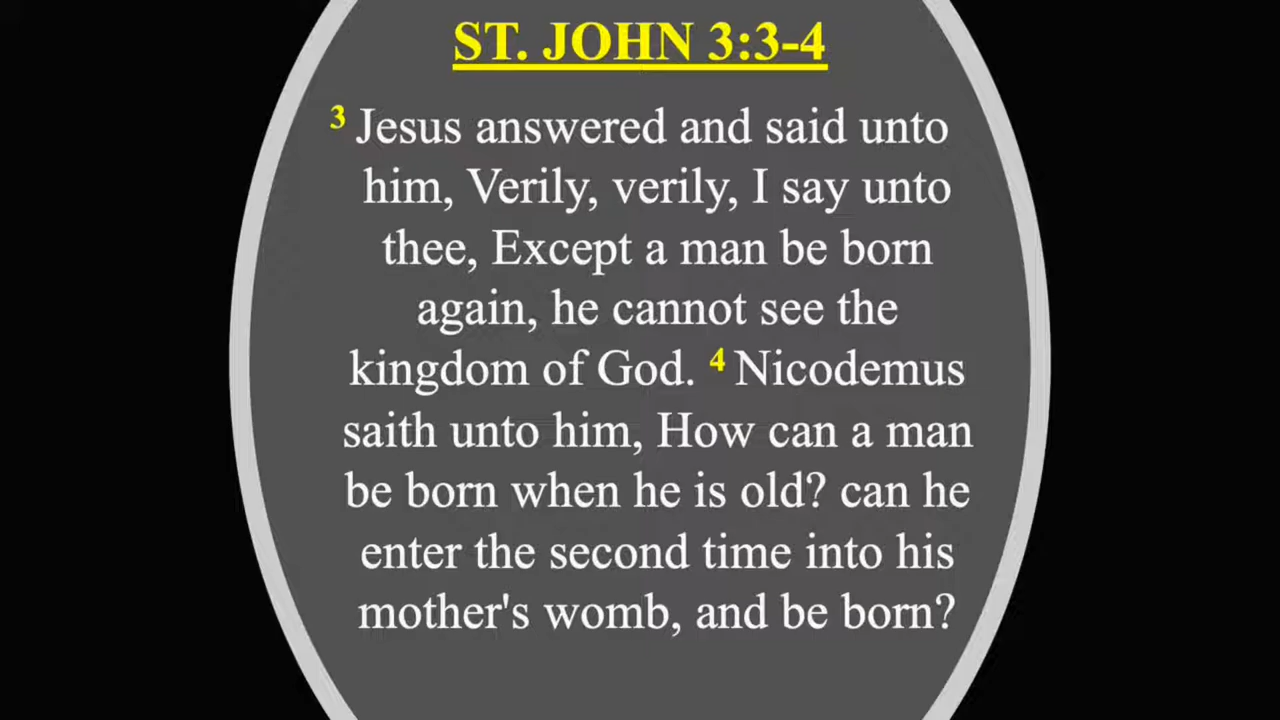 ST. JOHN 3:3-4
3 Jesus answered and said unto
him, Verily, verily, I say unto
thee, Except a man be born
again, he cannot see the
kingdom of God. 4 Nicodemus
saith unto him, How can a man
be born when he is old? can he
enter the second time into his
mother's womb, and be born?